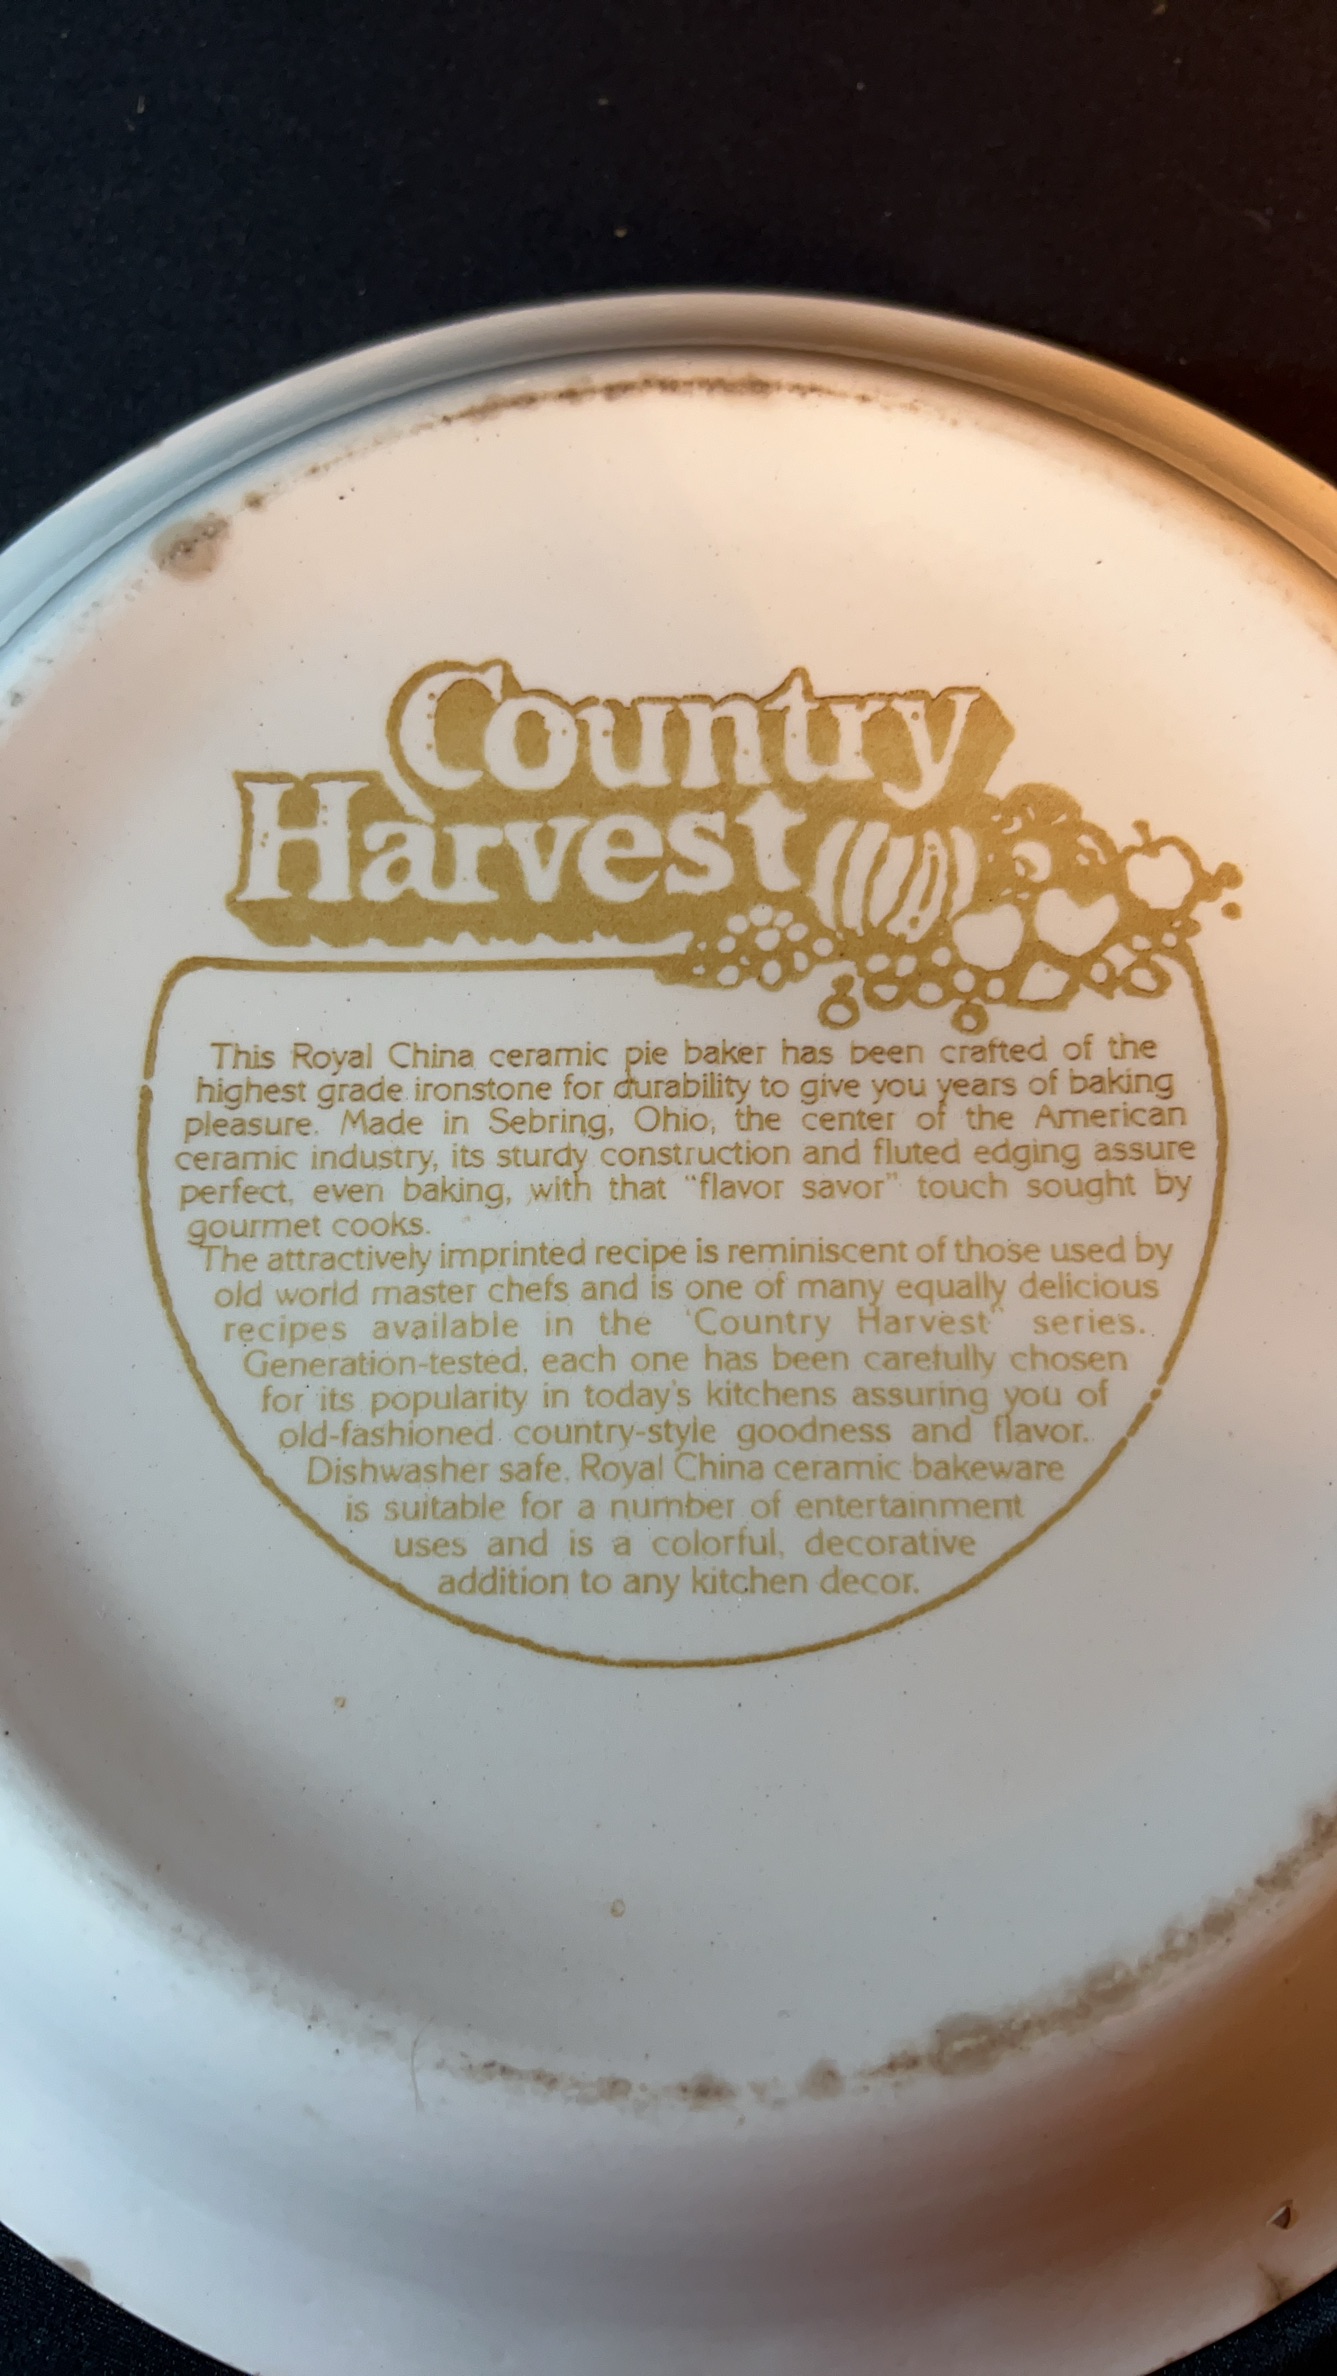 Country
Harvest
This Royal China ceramic pie baker has been crafted of the
highest grade ironstone for durability to give you years of baking
pleasure. Made in Sebring, Ohio, the center of the American
ceramic industry, its sturdy construction and fluted edging assure
perfect, even baking, with that "flavor savor" touch sought by
gourmet cooks.
The attractively imprinted recipe is reminiscent of those used by
old world master chefs and is one of many equally delicious
recipes available in the "Country Harvest" series.
Generation-tested, each one has been carefully chosen
for its popularity in today's kitchens assuring you of
old-fashioned country-style goodness and flavor.
Dishwasher safe, Royal China ceramic bakeware
is suitable for a number of entertainment
uses and is a colorful, decorative
addition to any kitchen decor.